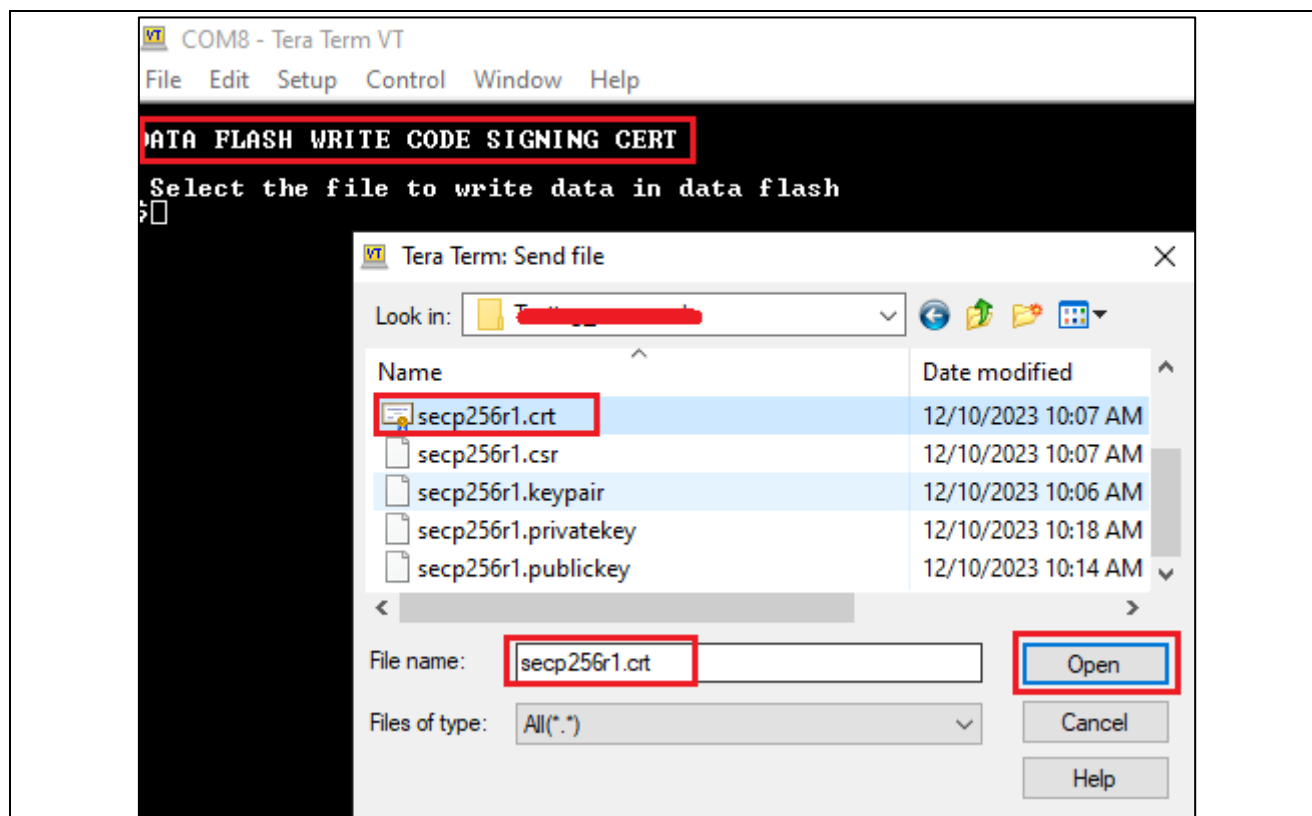 COM8 - Tera Term VT
File Edit Setup Control Window Help
DATA FLASH WRITE CODE SIGNING CERT
Select the file to write data in data flash
$
Tera Term: Send file
Look in:
Name Date modified
secp256r1.crt 12/10/2023 10:07 AM
secp256r1.csr 12/10/2023 10:07 AM
secp256r1.keypair 12/10/2023 10:06 AM
secp256r1.privatekey 12/10/2023 10:18 AM
secp256r1.publickey 12/10/2023 10:14 AM
File name: secp256r1.crt Open
Files of type: All(*.*) Cancel
Help